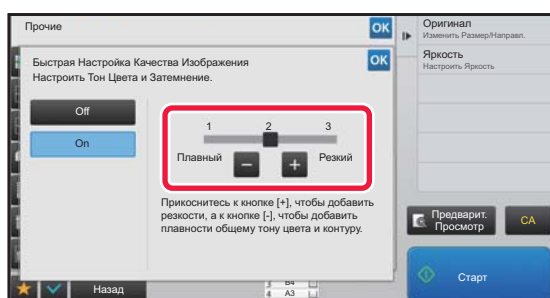 Прочие
OK
Быстрая Настройка Качества Изображения
Настроить Тон Цвета и Затемнение.
OK
Off
On
1 2 3
Плавный
Резкий
Прикоснитесь к кнопке [+], чтобы добавить
резкости, а к кнопке [-], чтобы добавить
плавности общему тону цвета и контуру.
Назад
3 B4
4 A3
Оригинал
Изменить Размер/Направл.
Яркость
Настроить Яркость
Предварит.
Просмотр
CA
Старт